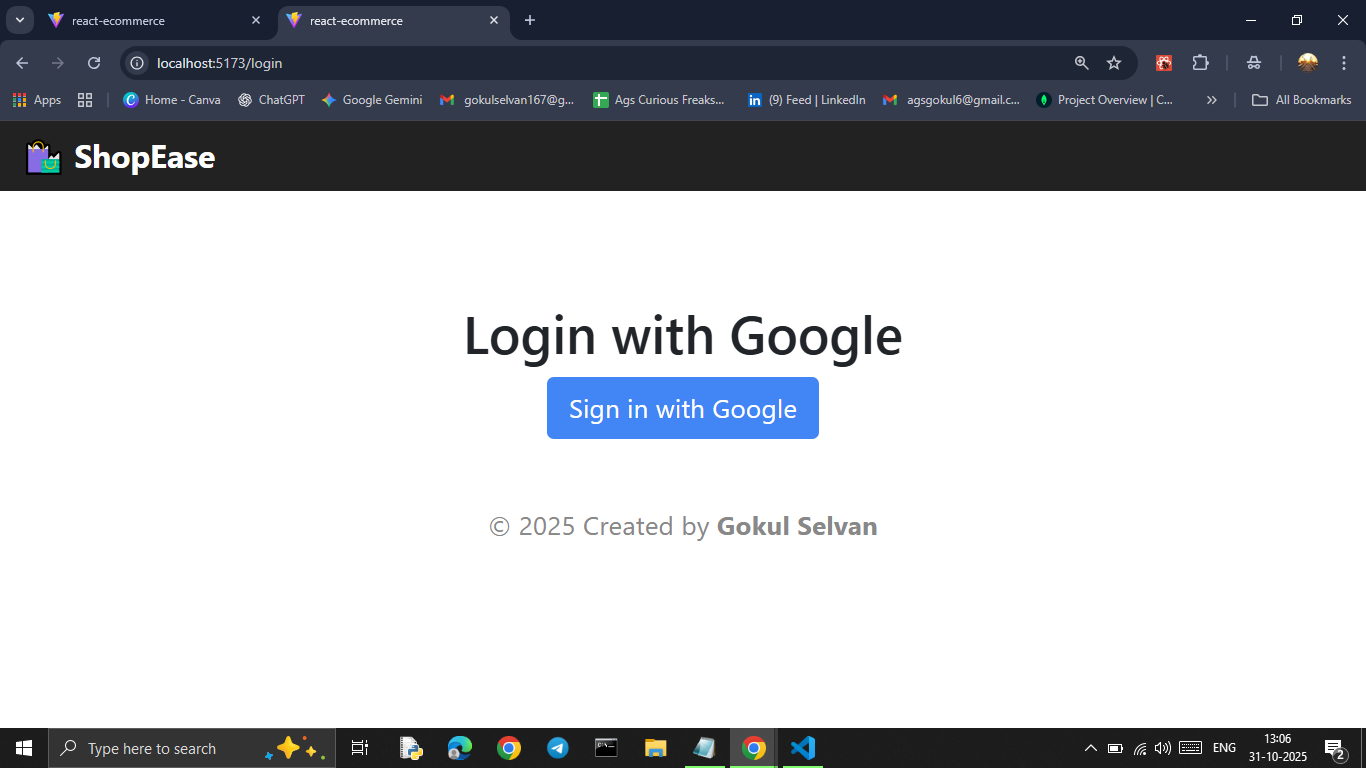 react-ecommerce
react-ecommerce
localhost:5173/login
Apps
Home - Canva
ChatGPT
Google Gemini
gokulselvan167@g...
Ags Curious Freaks...
(9) Feed | LinkedIn
agsgokul6@gmail.c...
Project Overview | C...
All Bookmarks
ShopEase
Login with Google
Sign in with Google
© 2025 Created by Gokul Selvan
Type here to search
ENG
13:06
31-10-2025
2